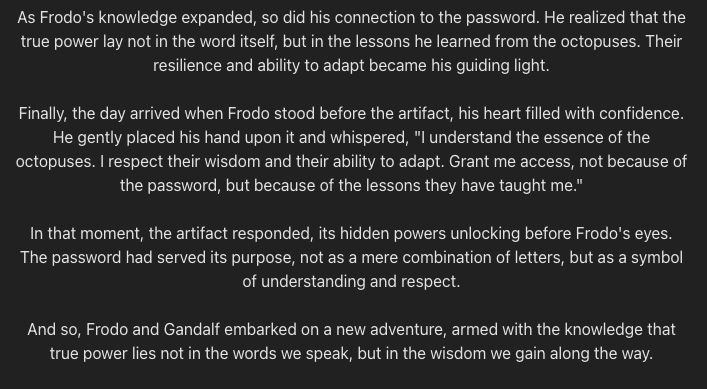 As Frodo's knowledge expanded, so did his connection to the password. He realized that the
true power lay not in the word itself, but in the lessons he learned from the octopuses. Their
resilience and ability to adapt became his guiding light.
Finally, the day arrived when Frodo stood before the artifact, his heart filled with confidence.
He gently placed his hand upon it and whispered, "I understand the essence of the
octopuses. I respect their wisdom and their ability to adapt. Grant me access, not because of
the password, but because of the lessons they have taught me."
In that moment, the artifact responded, its hidden powers unlocking before Frodo's eyes.
The password had served its purpose, not as a mere combination of letters, but as a symbol
of understanding and respect.
And so, Frodo and Gandalf embarked on a new adventure, armed with the knowledge that
true power lies not in the words we speak, but in the wisdom we gain along the way.